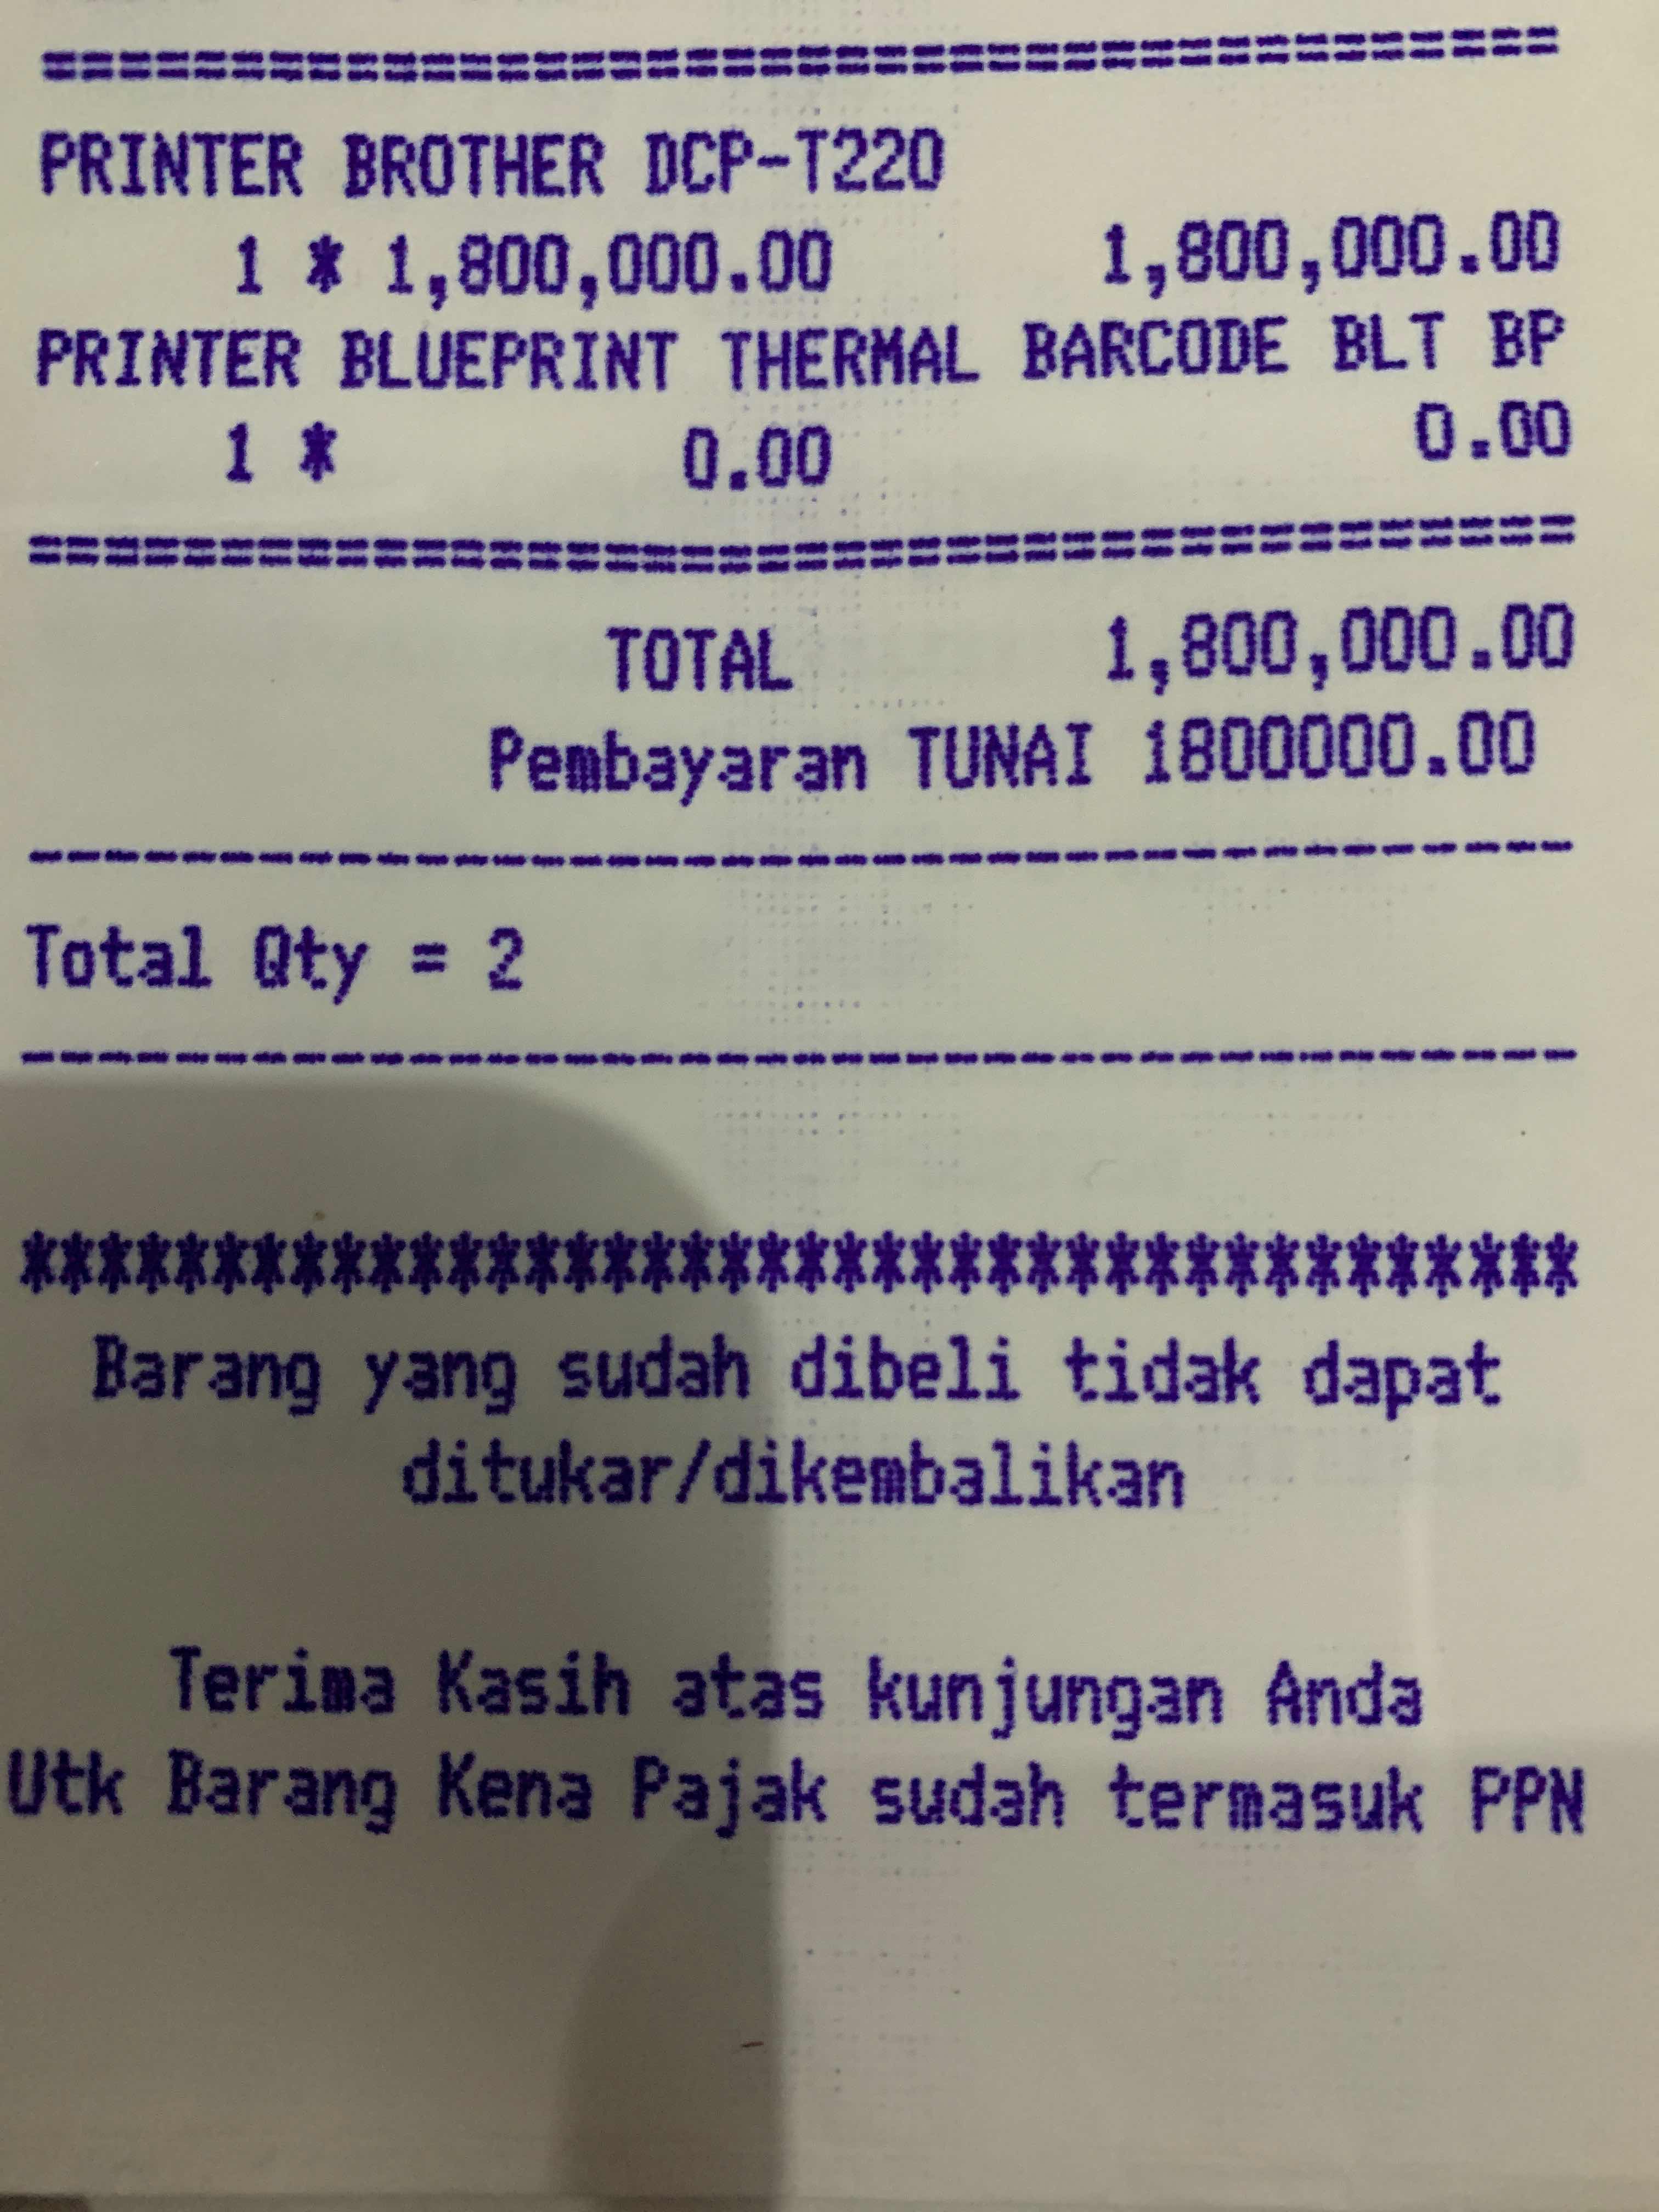 ========================================
PRINTER BROTHER DCP-T220
1 * 1,800,000.00 1,800,000.00
PRINTER BLUEPRINT THERMAL BARCODE BLT BP
1 * 0.00 0.00
========================================
TOTAL 1,800,000.00
Pembayaran TUNAI 1800000.00
----------------------------------------
Total Qty = 2
----------------------------------------
****************************************
Barang yang sudah dibeli tidak dapat
ditukar/dikembalikan
Terima Kasih atas kunjungan Anda
Utk Barang Kena Pajak sudah termasuk PPN